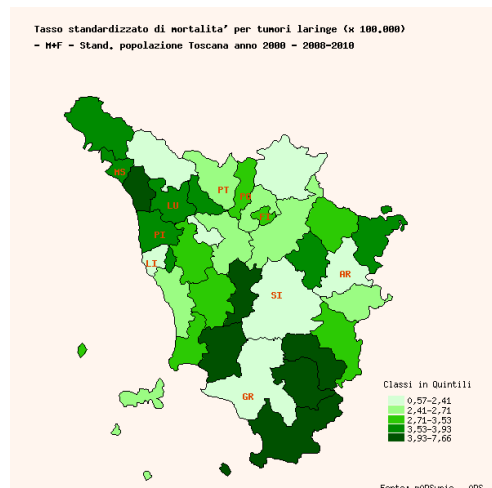 Tasso standardizzato di mortalita' per tumori laringe (x 100.000)
- M+F - Stand. popolazione Toscana anno 2000 - 2008-2010
MS
PT
LU
FI
PI
LI
AR
SI
GR
Classi in Quintili
0,57-2,41
2,41-2,71
2,71-3,53
3,53-3,93
3,93-7,66